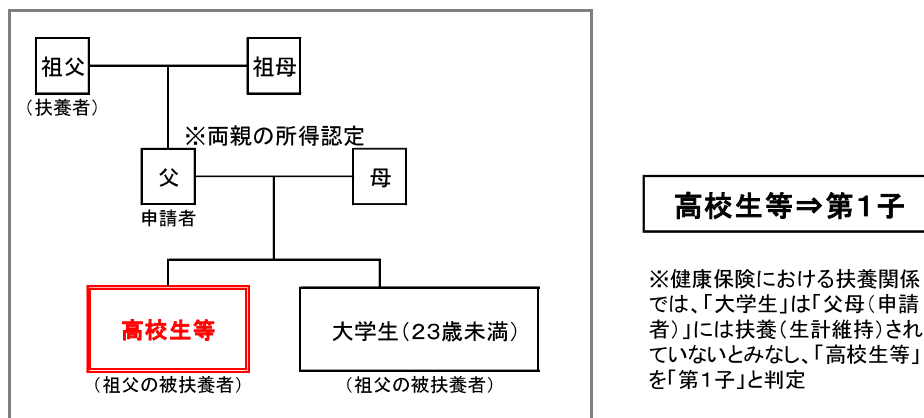 祖父
祖母
(扶養者)
※両親の所得認定
父
母
申請者
高校生等
大学生(23歳未満)
(祖父の被扶養者)
(祖父の被扶養者)
高校生等⇒第1子
※健康保険における扶養関係
では、「大学生」は「父母(申請
者)」には扶養(生計維持)され
ていないとみなし、「高校生等」
を「第1子」と判定